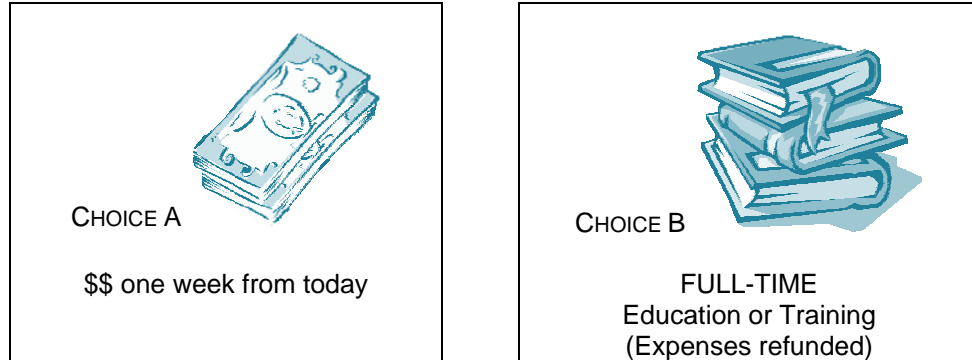 CHOICE A
$$ one week from today
CHOICE B
FULL-TIME
Education or Training
(Expenses refunded)